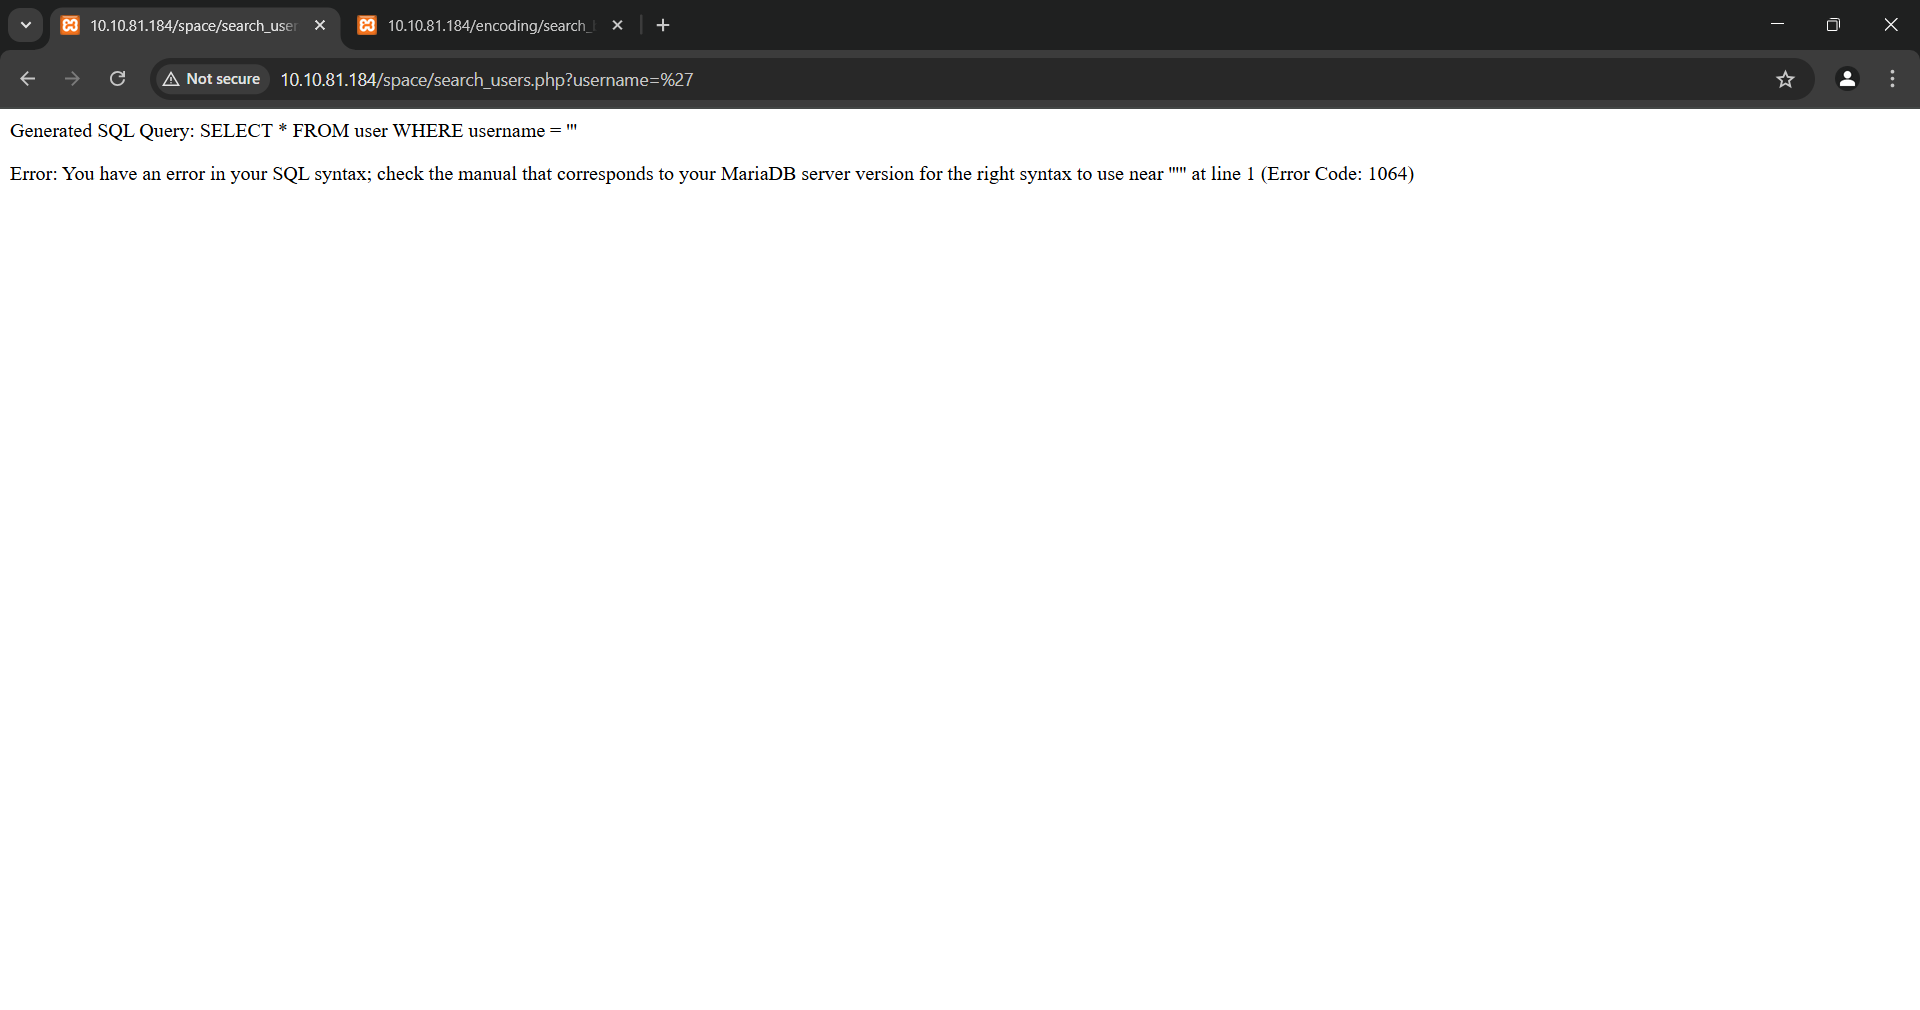 10.10.81.184/space/search_user
10.10.81.184/encoding/search_
Not secure
10.10.81.184/space/search_users.php?username=%27
Generated SQL Query: SELECT * FROM user WHERE username = '''
Error: You have an error in your SQL syntax; check the manual that corresponds to your MariaDB server version for the right syntax to use near ''''' at line 1 (Error Code: 1064)